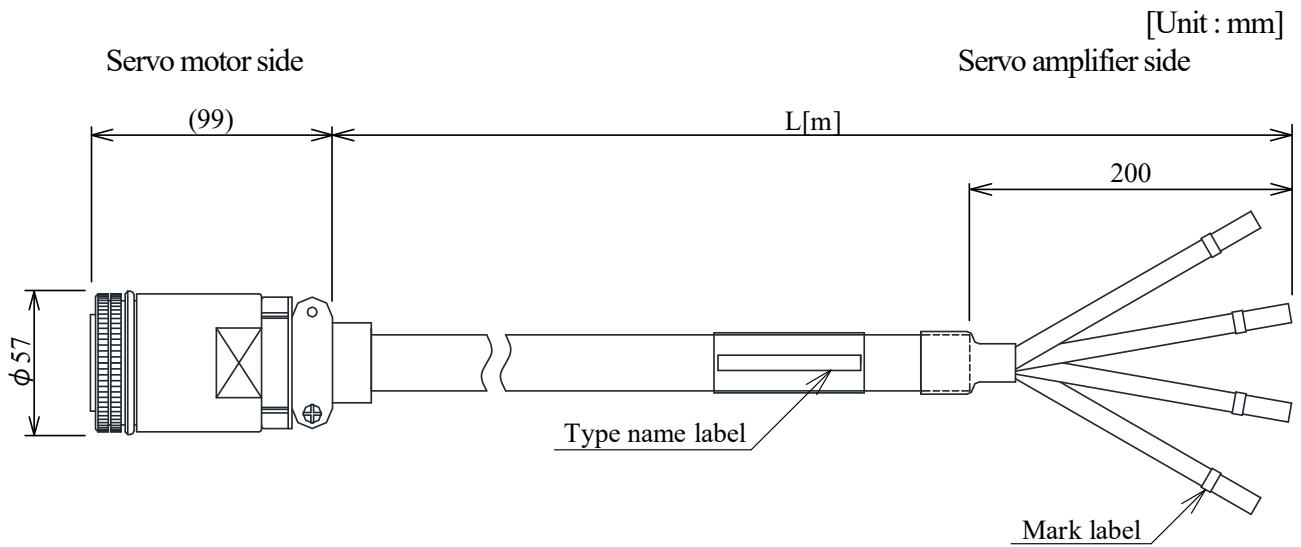 [Unit : mm]
Servo motor side
Servo amplifier side
(99)
L[m]
200
ϕ57
Type name label
Mark label